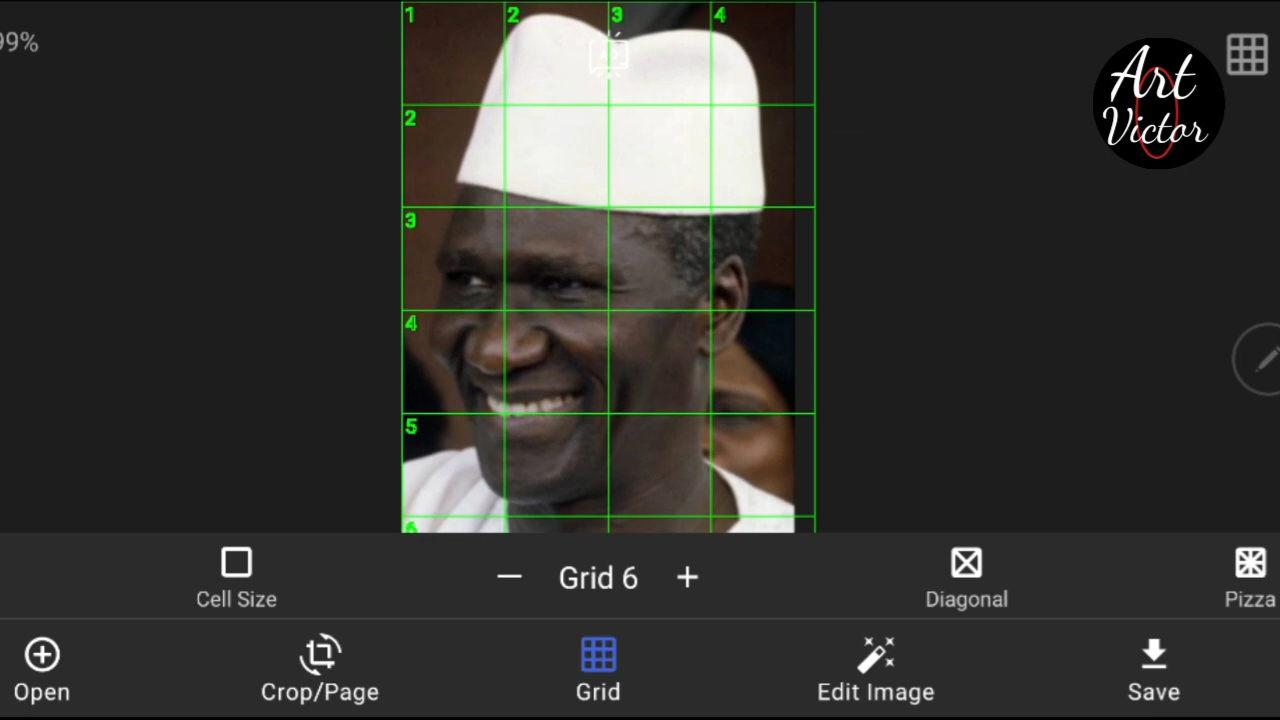 99%
1 2 3 4
2
3
4
5
6
Art
Victor
Cell Size
− Grid 6 +
Diagonal
Pizza
Open
Crop/Page
Grid
Edit Image
Save